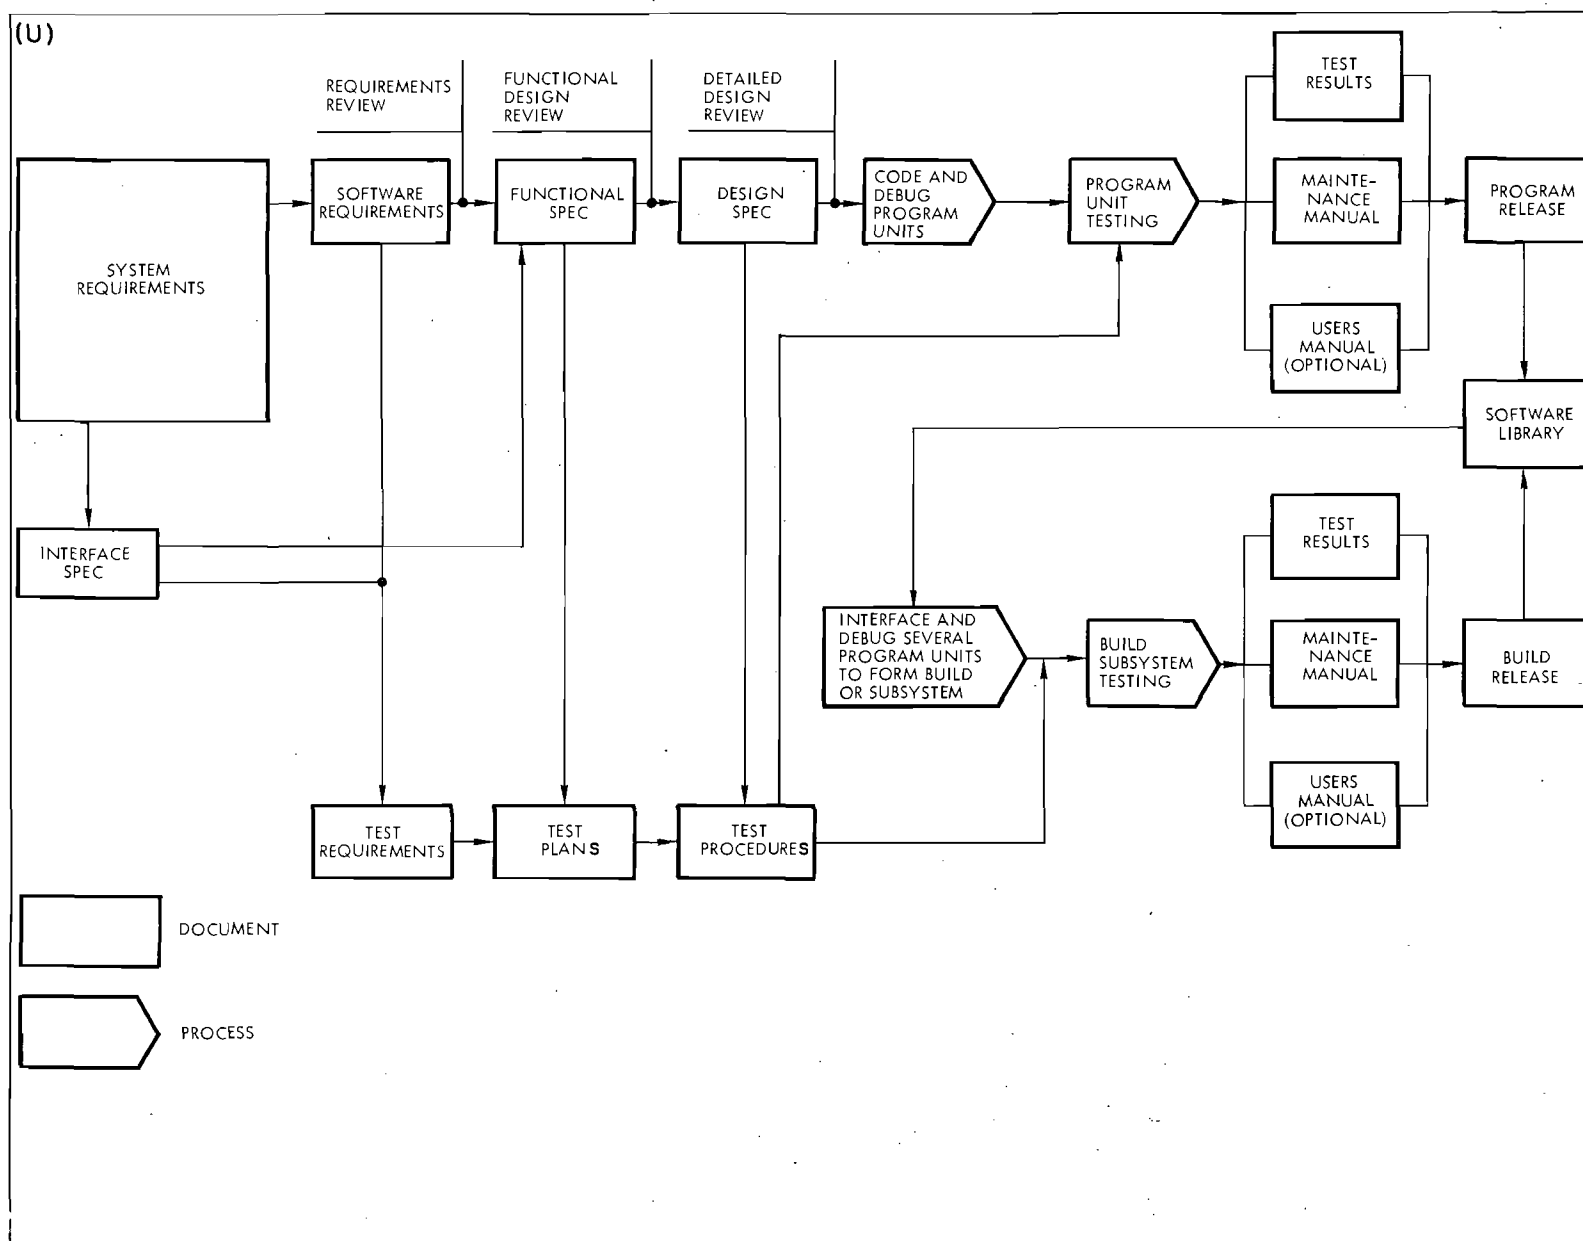 (U)
REQUIREMENTS
REVIEW
FUNCTIONAL
DESIGN
REVIEW
DETAILED
DESIGN
REVIEW
TEST
RESULTS
SYSTEM
REQUIREMENTS
SOFTWARE
REQUIREMENTS
FUNCTIONAL
SPEC
DESIGN
SPEC
CODE AND
DEBUG
PROGRAM
UNITS
PROGRAM
UNIT
TESTING
MAINTE-
NANCE
MANUAL
PROGRAM
RELEASE
USERS
MANUAL
(OPTIONAL)
SOFTWARE
LIBRARY
INTERFACE
SPEC
TEST
RESULTS
INTERFACE AND
DEBUG SEVERAL
PROGRAM UNITS
TO FORM BUILD
OR SUBSYSTEM
BUILD
SUBSYSTEM
TESTING
MAINTE-
NANCE
MANUAL
BUILD
RELEASE
USERS
MANUAL
(OPTIONAL)
TEST
REQUIREMENTS
TEST
PLANS
TEST
PROCEDURES
DOCUMENT
PROCESS